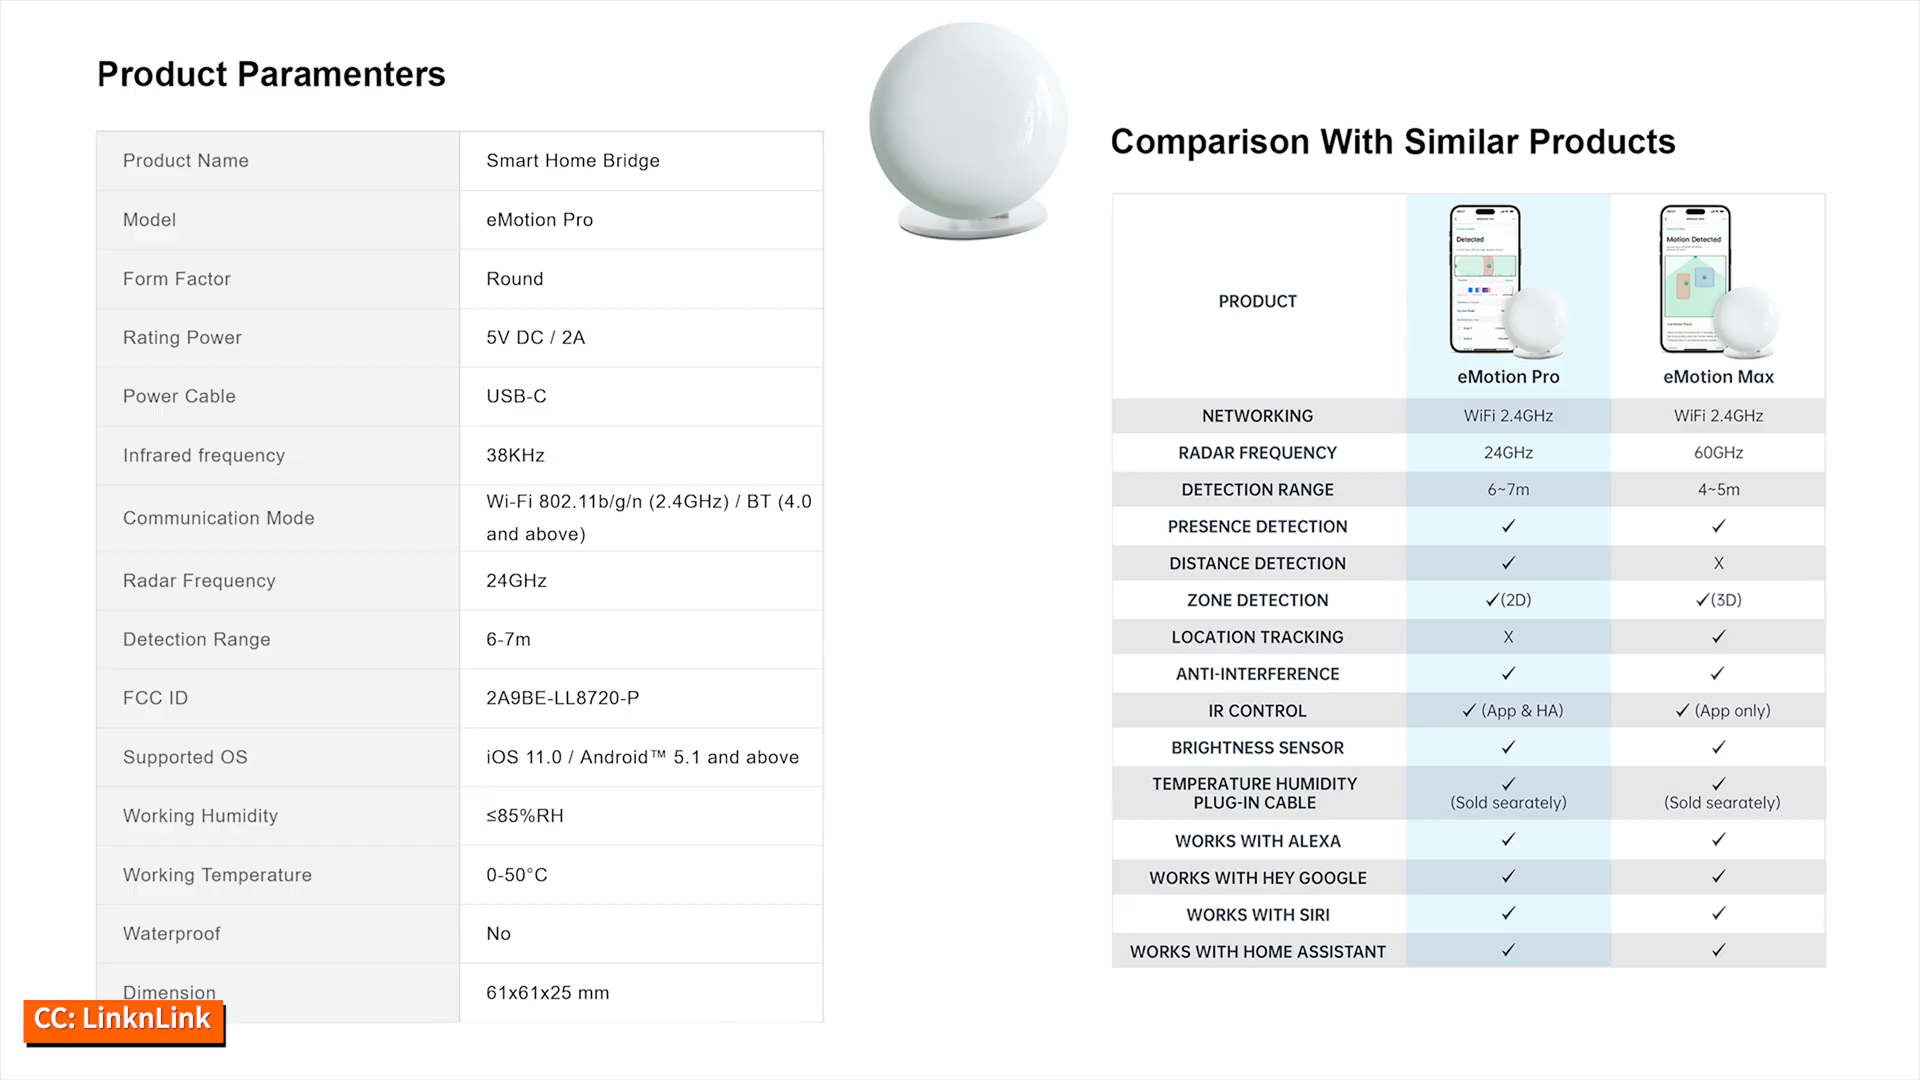 Product Paramenters
Product Name
Smart Home Bridge
Model
eMotion Pro
Form Factor
Round
Rating Power
5V DC / 2A
Power Cable
USB-C
Infrared frequency
38KHz
Communication Mode
Wi-Fi 802.11b/g/n (2.4GHz) / BT (4.0
and above)
Radar Frequency
24GHz
Detection Range
6-7m
FCC ID
2A9BE-LL8720-P
Supported OS
iOS 11.0 / Android™ 5.1 and above
Working Humidity
≤85%RH
Working Temperature
0-50°C
Waterproof
No
Dimension
61x61x25 mm
CC: LinknLink
Comparison With Similar Products
PRODUCT
Detected
Motion Detected
eMotion Pro
eMotion Max
NETWORKING
WiFi 2.4GHz
WiFi 2.4GHz
RADAR FREQUENCY
24GHz
60GHz
DETECTION RANGE
6~7m
4~5m
PRESENCE DETECTION
✓
✓
DISTANCE DETECTION
✓
X
ZONE DETECTION
✓(2D)
✓(3D)
LOCATION TRACKING
X
✓
ANTI-INTERFERENCE
✓
✓
IR CONTROL
✓ (App & HA)
✓ (App only)
BRIGHTNESS SENSOR
✓
✓
TEMPERATURE HUMIDITY
PLUG-IN CABLE
✓
(Sold searately)
✓
(Sold searately)
WORKS WITH ALEXA
✓
✓
WORKS WITH HEY GOOGLE
✓
✓
WORKS WITH SIRI
✓
✓
WORKS WITH HOME ASSISTANT
✓
✓